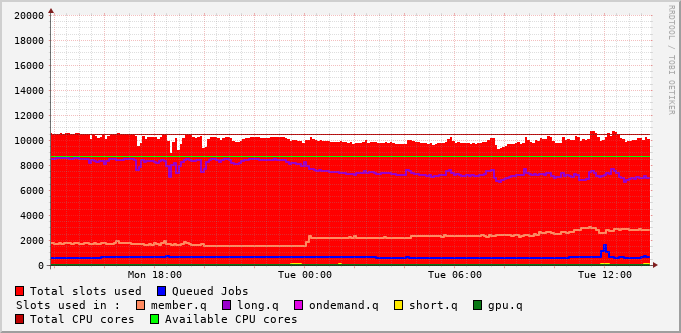 20000
18000
16000
14000
12000
10000
8000
6000
4000
2000
0
Mon 18:00 Tue 00:00 Tue 06:00 Tue 12:00
Total slots used Queued Jobs
Slots used in : member.q long.q ondemand.q short.q gpu.q
Total CPU cores Available CPU cores
RRDTOOL / TOBI OETIKER